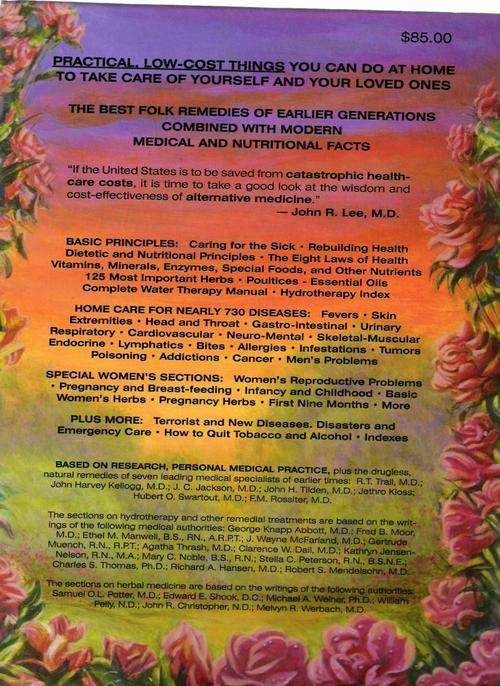 $85.00
PRACTICAL, LOW-COST THINGS YOU CAN DO AT HOME
TO TAKE CARE OF YOURSELF AND YOUR LOVED ONES
THE BEST FOLK REMEDIES OF EARLIER GENERATIONS
COMBINED WITH MODERN
MEDICAL AND NUTRITIONAL FACTS
"If the United States is to be saved from catastrophic health-
care costs, it is time to take a good look at the wisdom and
cost-effectiveness of alternative medicine."
— John R. Lee, M.D.
BASIC PRINCIPLES: Caring for the Sick • Rebuilding Health
Dietetic and Nutritional Principles • The Eight Laws of Health
Vitamins, Minerals, Enzymes, Special Foods, and Other Nutrients
125 Most Important Herbs • Poultices - Essential Oils
Complete Water Therapy Manual • Hydrotherapy Index
HOME CARE FOR NEARLY 730 DISEASES: Fevers • Skin
Extremities • Head and Throat • Gastro-intestinal • Urinary
Respiratory • Cardiovascular • Neuro-Mental • Skeletal-Muscular
Endocrine • Lymphatics • Bites • Allergies • Infestations • Tumors
Poisoning • Addictions • Cancer • Men's Problems
SPECIAL WOMEN'S SECTIONS: Women's Reproductive Problems
• Pregnancy and Breast-feeding • Infancy and Childhood • Basic
Women's Herbs • Pregnancy Herbs • First Nine Months • More
PLUS MORE: Terrorist and New Diseases. Disasters and
Emergency Care • How to Quit Tobacco and Alcohol • Indexes
BASED ON RESEARCH, PERSONAL MEDICAL PRACTICE, plus the drugless,
natural remedies of seven leading medical specialists of earlier times: R.T. Trall, M.D.;
John Harvey Kellogg, M.D.; J.C. Jackson, M.D.; John H. Tilden, M.D.; Jethro Kloss;
Hubert O. Swartout, M.D.; F.M. Rossiter, M.D.
The sections on hydrotherapy and other remedial treatments are based on the writ-
ings of the following medical authorities: George Knapp Abbott, M.D.; Fred B. Moor,
M.D.; Ethel M. Manwell, B.S., RN., A.R.P.T.; J. Wayne McFarland, M.D.; Gertrude
Muench, R.N., R.P.T.; Agatha Thrash, M.D.; Clarence W. Dail, M.D.; Kathryn Jensen-
Nelson, R.N., M.A.; Mary C. Noble, B.S., R.N.; Stella C. Peterson, R.N., B.S.N.E.;
Charles S. Thomas, Ph.D.; Richard A. Hansen, M.D.; Robert S. Mendelsohn, M.D.
The sections on herbal medicine are based on the writings of the following authorities:
Samuel O.L. Potter, M.D.; Edward E. Shook, D.C.; Michael A. Weiner, Ph.D.; William
Pelly, N.D.; John R. Christopher, N.D.; Melvyn R. Werbach, M.D.